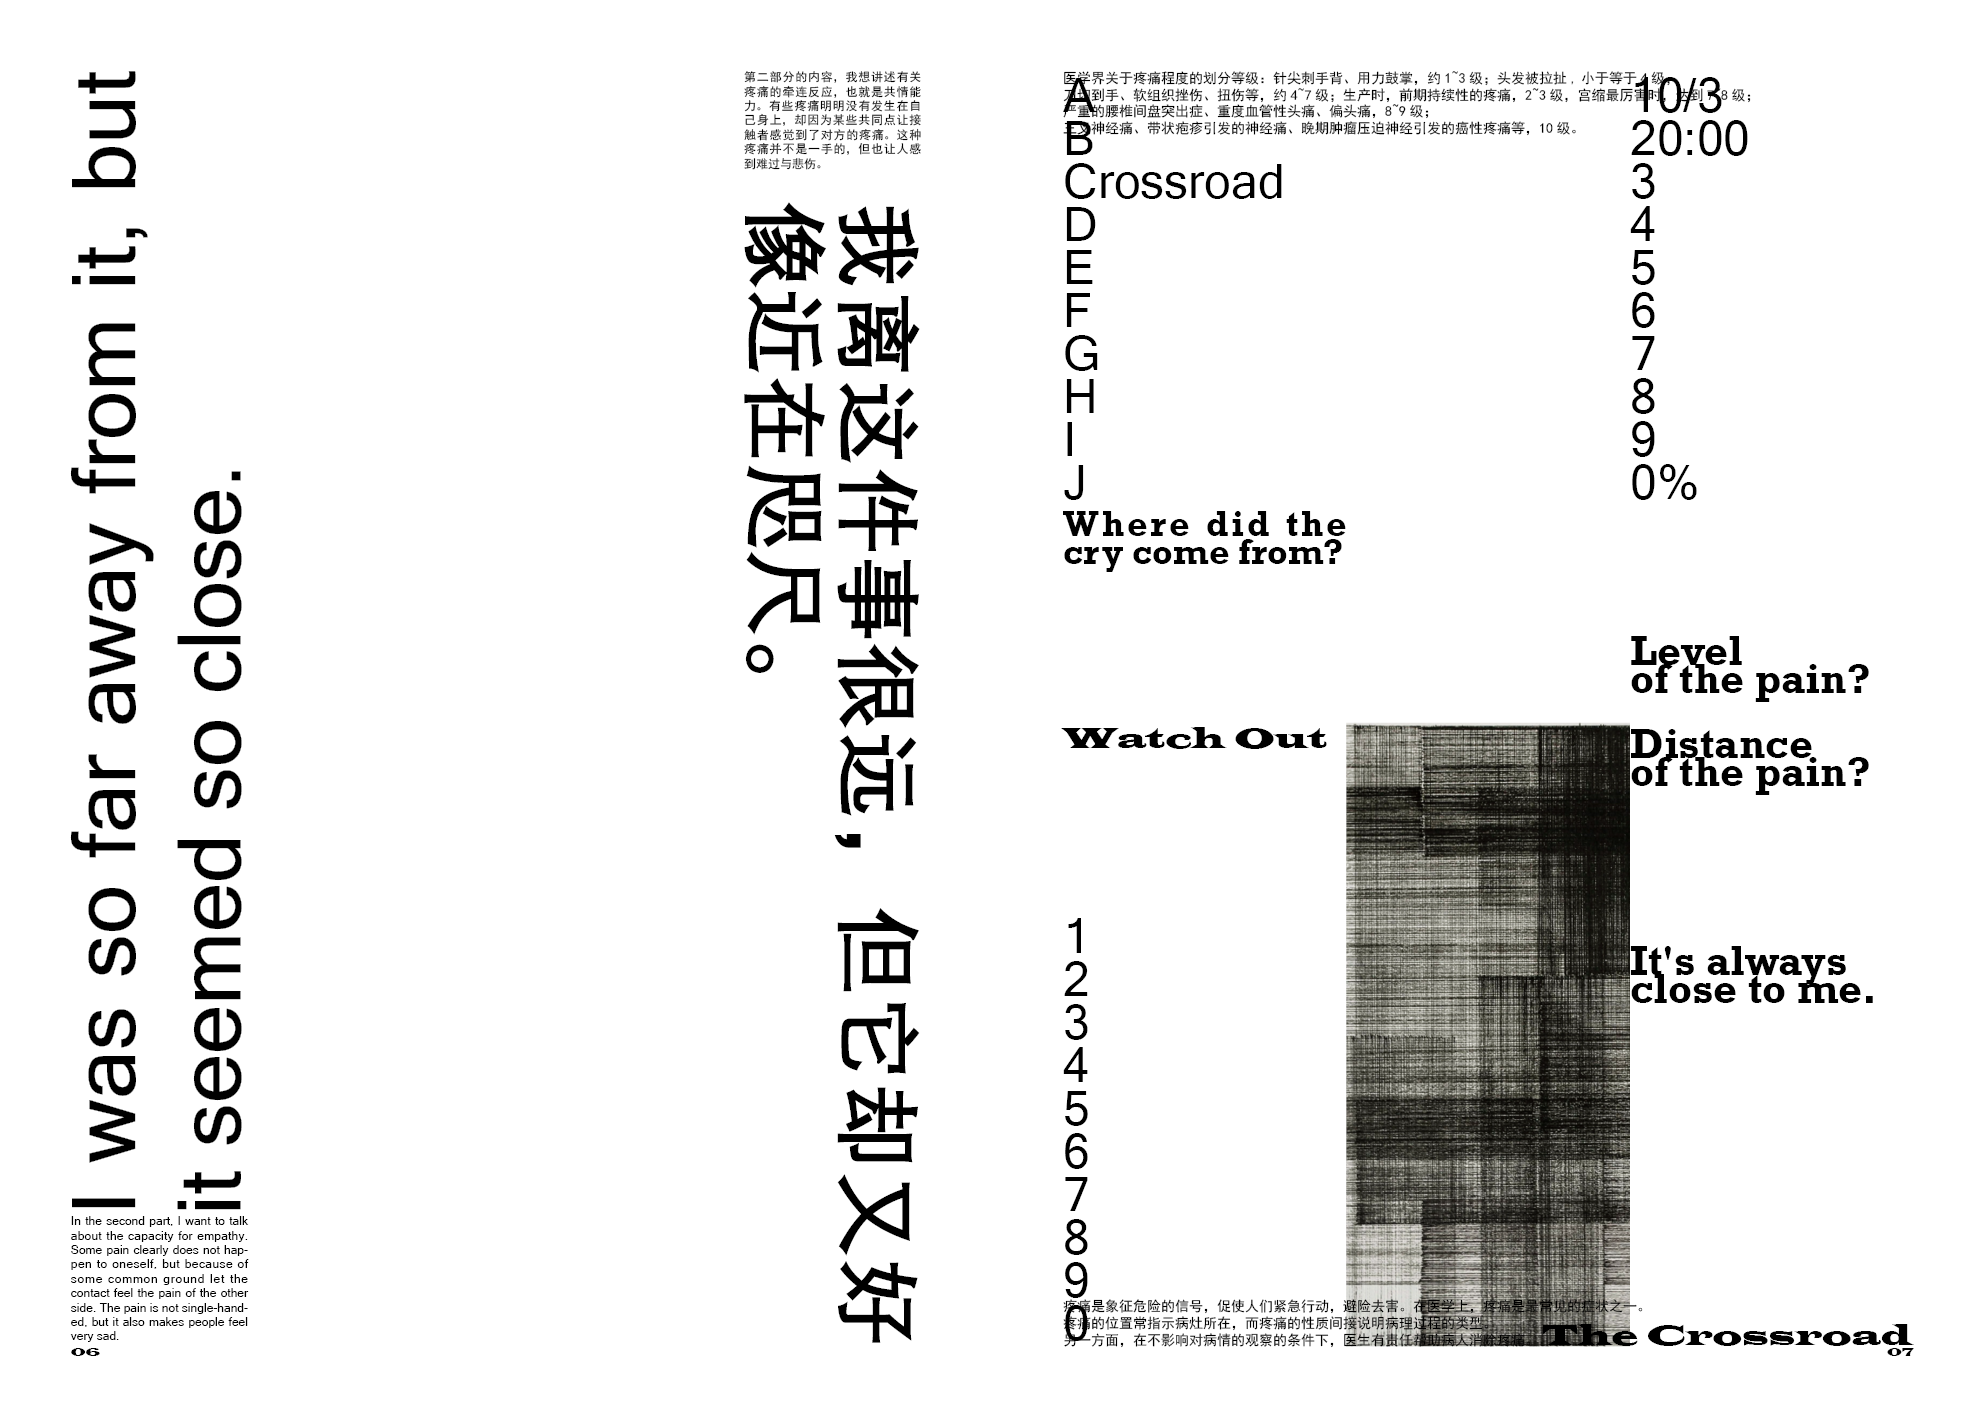 I was so far away from it, but
it seemed so close.
In the second part, I want to talk
about the capacity for empathy.
Some pain clearly does not hap-
pen to oneself, but because of
some common ground let the
contact feel the pain of the other
side. The pain is not single-hand-
ed, but it also makes people feel
very sad.
06
第二部分的内容，我想讲述有关
疼痛的牵连反应，也就是共情能
力。有些疼痛明明没有发生在自
己身上，却因为某些共同点让接
触者感觉到了对方的疼痛。这种
疼痛并不是一手的，但也让人感
到难过与悲伤。
我离这件事很远，但它却又好
像近在咫尺。
医学界关于疼痛程度的划分等级：针尖刺手背、用力鼓掌，约 1~3 级；头发被拉扯，小于等于 4 级；
刀切到手、软组织挫伤、扭伤等，约 4~7 级；生产时，前期持续性的疼痛，2~3 级，宫缩最厉害时，达到 7~8 级；
严重的腰椎间盘突出症、重度血管性头痛、偏头痛，8~9 级；
三叉神经痛、带状疱疹引发的神经痛、晚期肿瘤压迫神经引发的癌性疼痛等，10 级。
A
B
Crossroad
D
E
F
G
H
I
J
10/3
20:00
3
4
5
6
7
8
9
0%
Where did the
cry come from?
Level
of the pain?
Watch Out
Distance
of the pain?
It's always
close to me.
1
2
3
4
5
6
7
8
9
0
疼痛是象征危险的信号，促使人们紧急行动，避险去害。在医学上，疼痛是最常见的症状之一。
疼痛的位置常指示病灶所在，而疼痛的性质间接说明病理过程的类型。
另一方面，在不影响对病情的观察的条件下，医生有责任帮助病人消除疼痛
The Crossroad
07